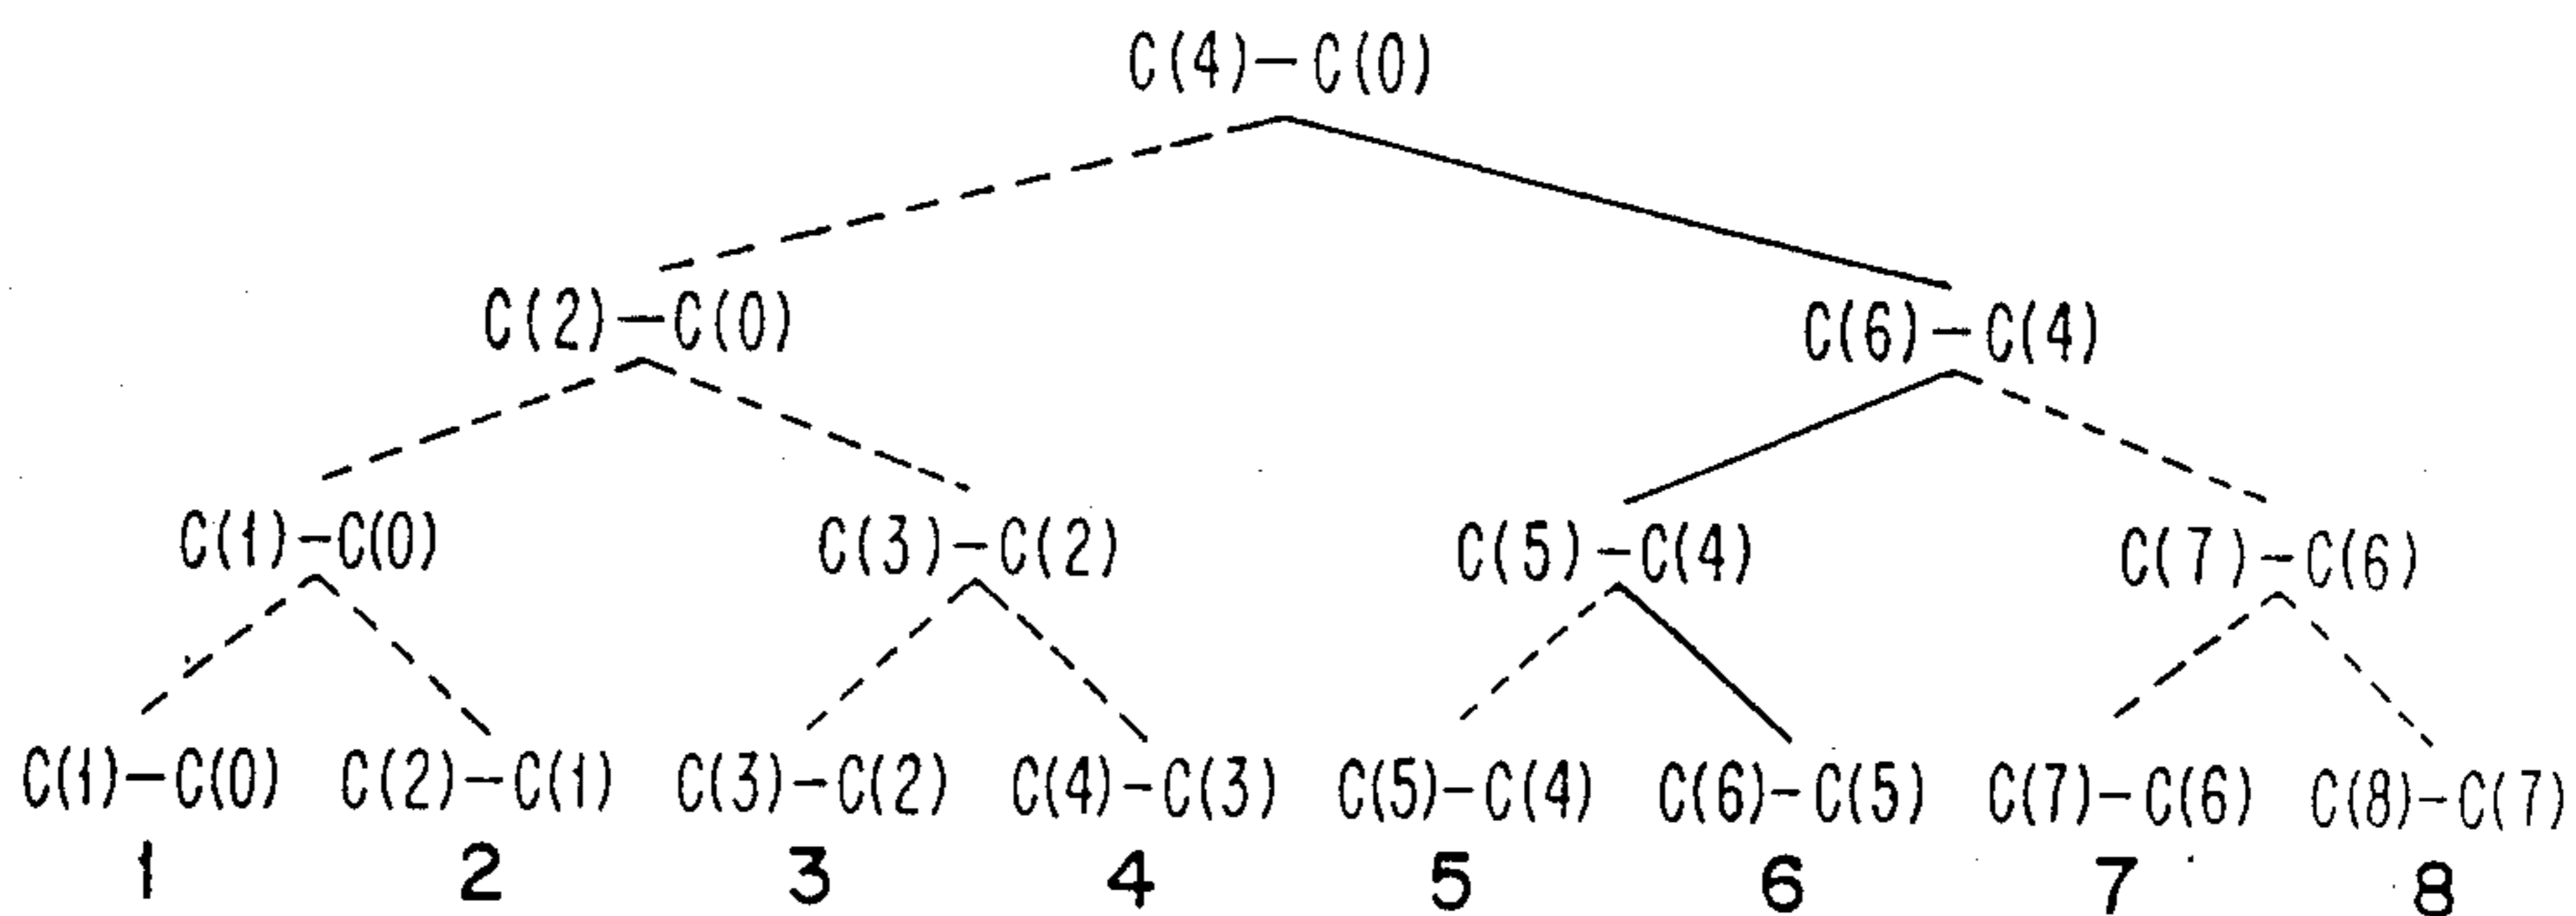 C(4)—C(0)
C(2)—C(0) C(6)—C(4)
C(1)—C(0) C(3)—C(2) C(5)—C(4) C(7)—C(6)
C(1)—C(0) C(2)—C(1) C(3)—C(2) C(4)—C(3) C(5)—C(4) C(6)—C(5) C(7)—C(6) C(8)—C(7)
1 2 3 4 5 6 7 8